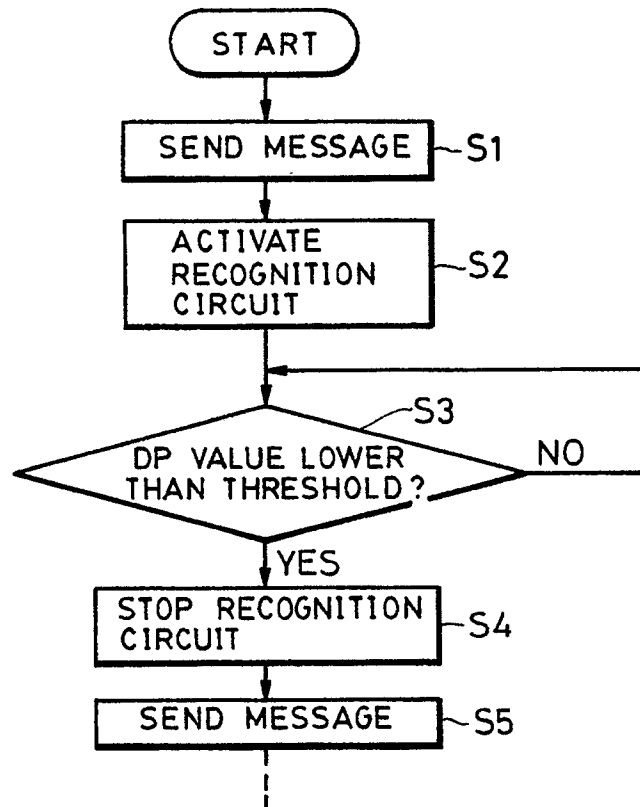 START
SEND MESSAGE
S1
ACTIVATE
RECOGNITION
CIRCUIT
S2
S3
DP VALUE LOWER
THAN THRESHOLD?
NO
YES
STOP RECOGNITION
CIRCUIT
S4
SEND MESSAGE
S5